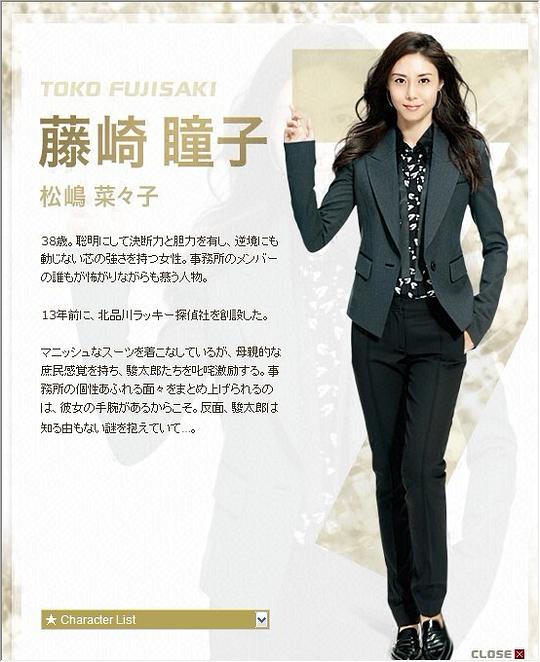 TOKO FUJISAKI
藤崎 瞳子
松嶋 菜々子
38歳。聡明にして決断力と胆力を有し、逆境にも
動じない芯の強さを持つ女性。事務所のメンバー
の誰もが怖がりながらも慕う人物。
13年前に、北品川ラッキー探偵社を創設した。
マニッシュなスーツを着こなしているが、母親的な
庶民感覚を持ち、駿太郎たちを叱咤激励する。事
務所の個性あふれる面々をまとめ上げられるの
は、彼女の手腕があるからこそ。反面、駿太郎は
知る由もない謎を抱えていて…。
★ Character List
CLOSE